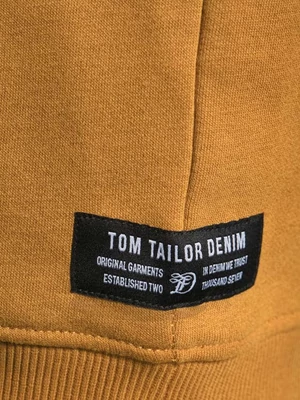 TOM TAILOR DENIM
ORIGINAL GARMENTS IN DENIM WE TRUST
ESTABLISHED TWO THOUSAND SEVEN